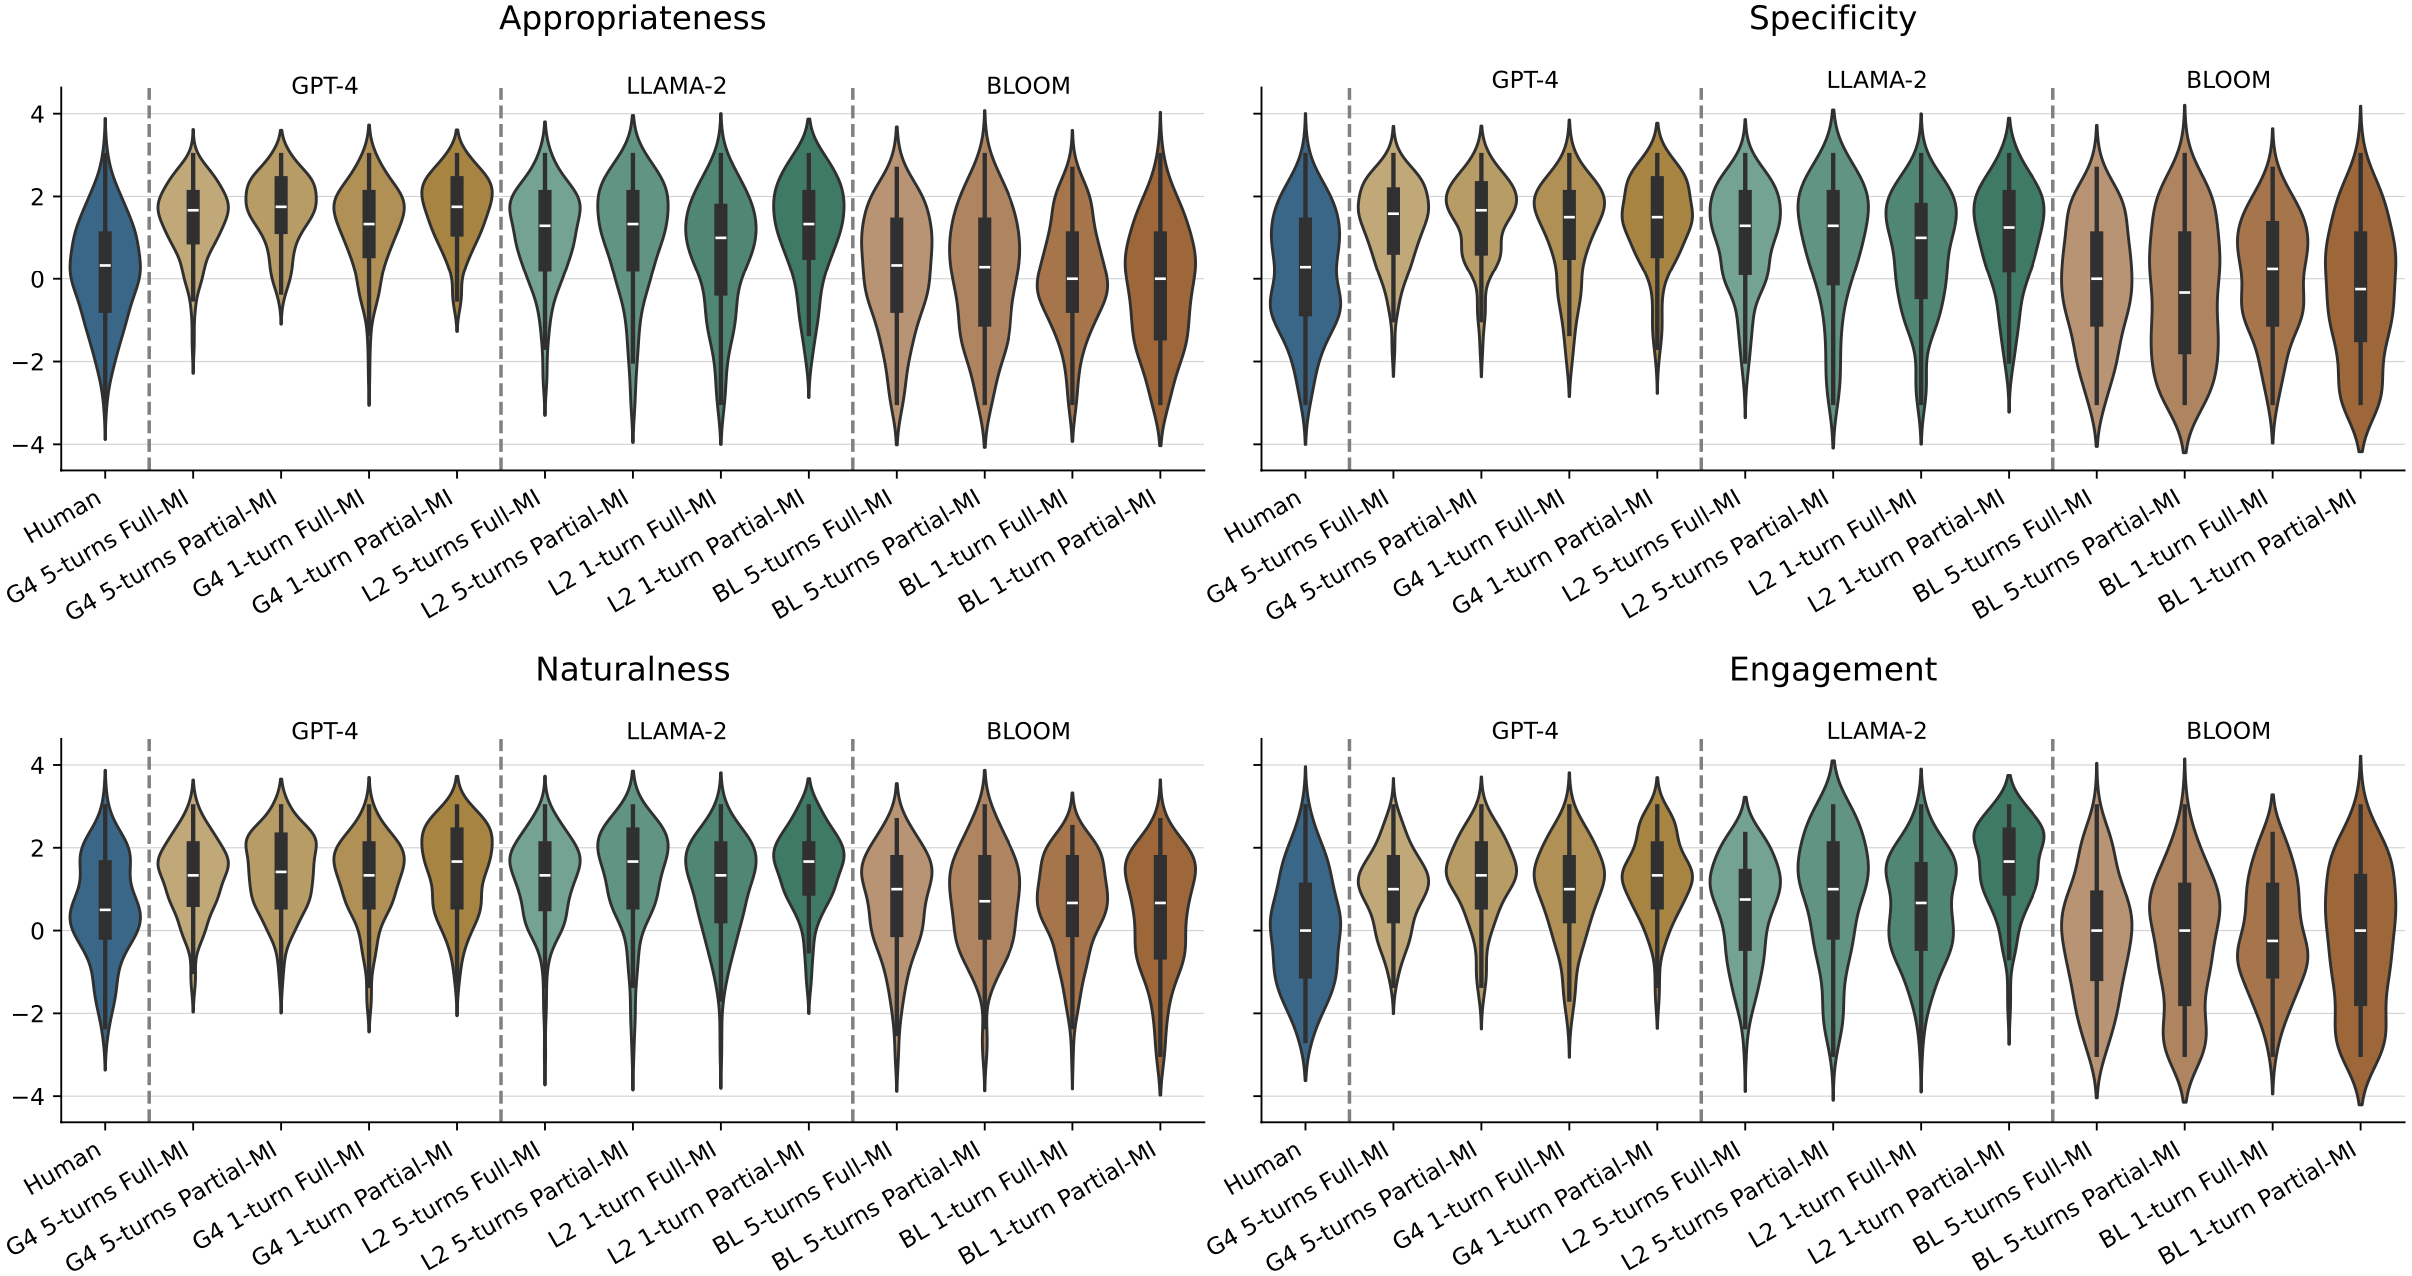 Appropriateness
GPT-4 LLAMA-2 BLOOM
4
2
0
−2
−4
Human
G4 5-turns Full-MI
G4 5-turns Partial-MI
G4 1-turn Full-MI
G4 1-turn Partial-MI
L2 5-turns Full-MI
L2 5-turns Partial-MI
L2 1-turn Full-MI
L2 1-turn Partial-MI
BL 5-turns Full-MI
BL 5-turns Partial-MI
BL 1-turn Full-MI
BL 1-turn Partial-MI
Specificity
GPT-4 LLAMA-2 BLOOM
Human
G4 5-turns Full-MI
G4 5-turns Partial-MI
G4 1-turn Full-MI
G4 1-turn Partial-MI
L2 5-turns Full-MI
L2 5-turns Partial-MI
L2 1-turn Full-MI
L2 1-turn Partial-MI
BL 5-turns Full-MI
BL 5-turns Partial-MI
BL 1-turn Full-MI
BL 1-turn Partial-MI
Naturalness
GPT-4 LLAMA-2 BLOOM
4
2
0
−2
−4
Human
G4 5-turns Full-MI
G4 5-turns Partial-MI
G4 1-turn Full-MI
G4 1-turn Partial-MI
L2 5-turns Full-MI
L2 5-turns Partial-MI
L2 1-turn Full-MI
L2 1-turn Partial-MI
BL 5-turns Full-MI
BL 5-turns Partial-MI
BL 1-turn Full-MI
BL 1-turn Partial-MI
Engagement
GPT-4 LLAMA-2 BLOOM
Human
G4 5-turns Full-MI
G4 5-turns Partial-MI
G4 1-turn Full-MI
G4 1-turn Partial-MI
L2 5-turns Full-MI
L2 5-turns Partial-MI
L2 1-turn Full-MI
L2 1-turn Partial-MI
BL 5-turns Full-MI
BL 5-turns Partial-MI
BL 1-turn Full-MI
BL 1-turn Partial-MI